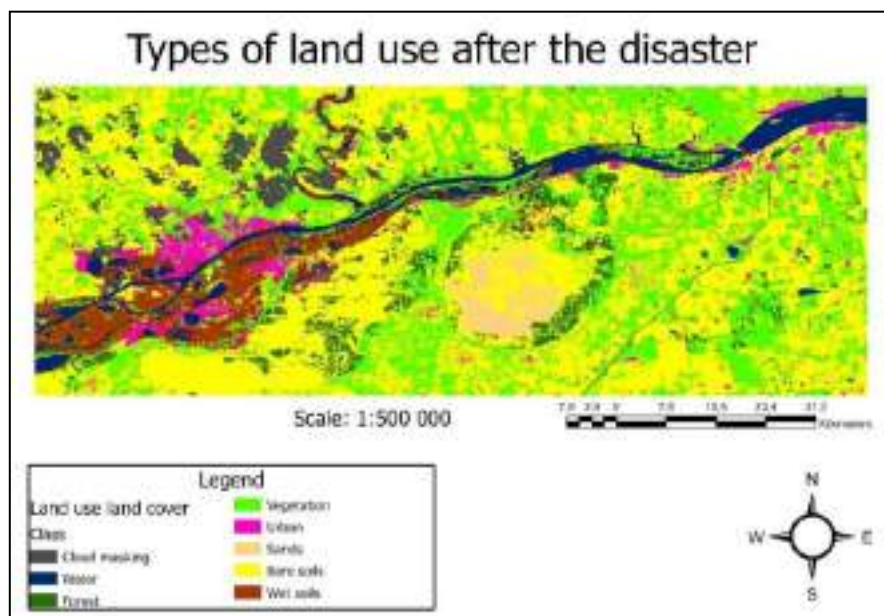 Types of land use after the disaster
Scale: 1:500 000
Kilometers
Legend
Land use land cover
Class
Cloud masking
Water
Forest
Vegetation
Urban
Sands
Bare soils
Wet soils
N
W
E
S